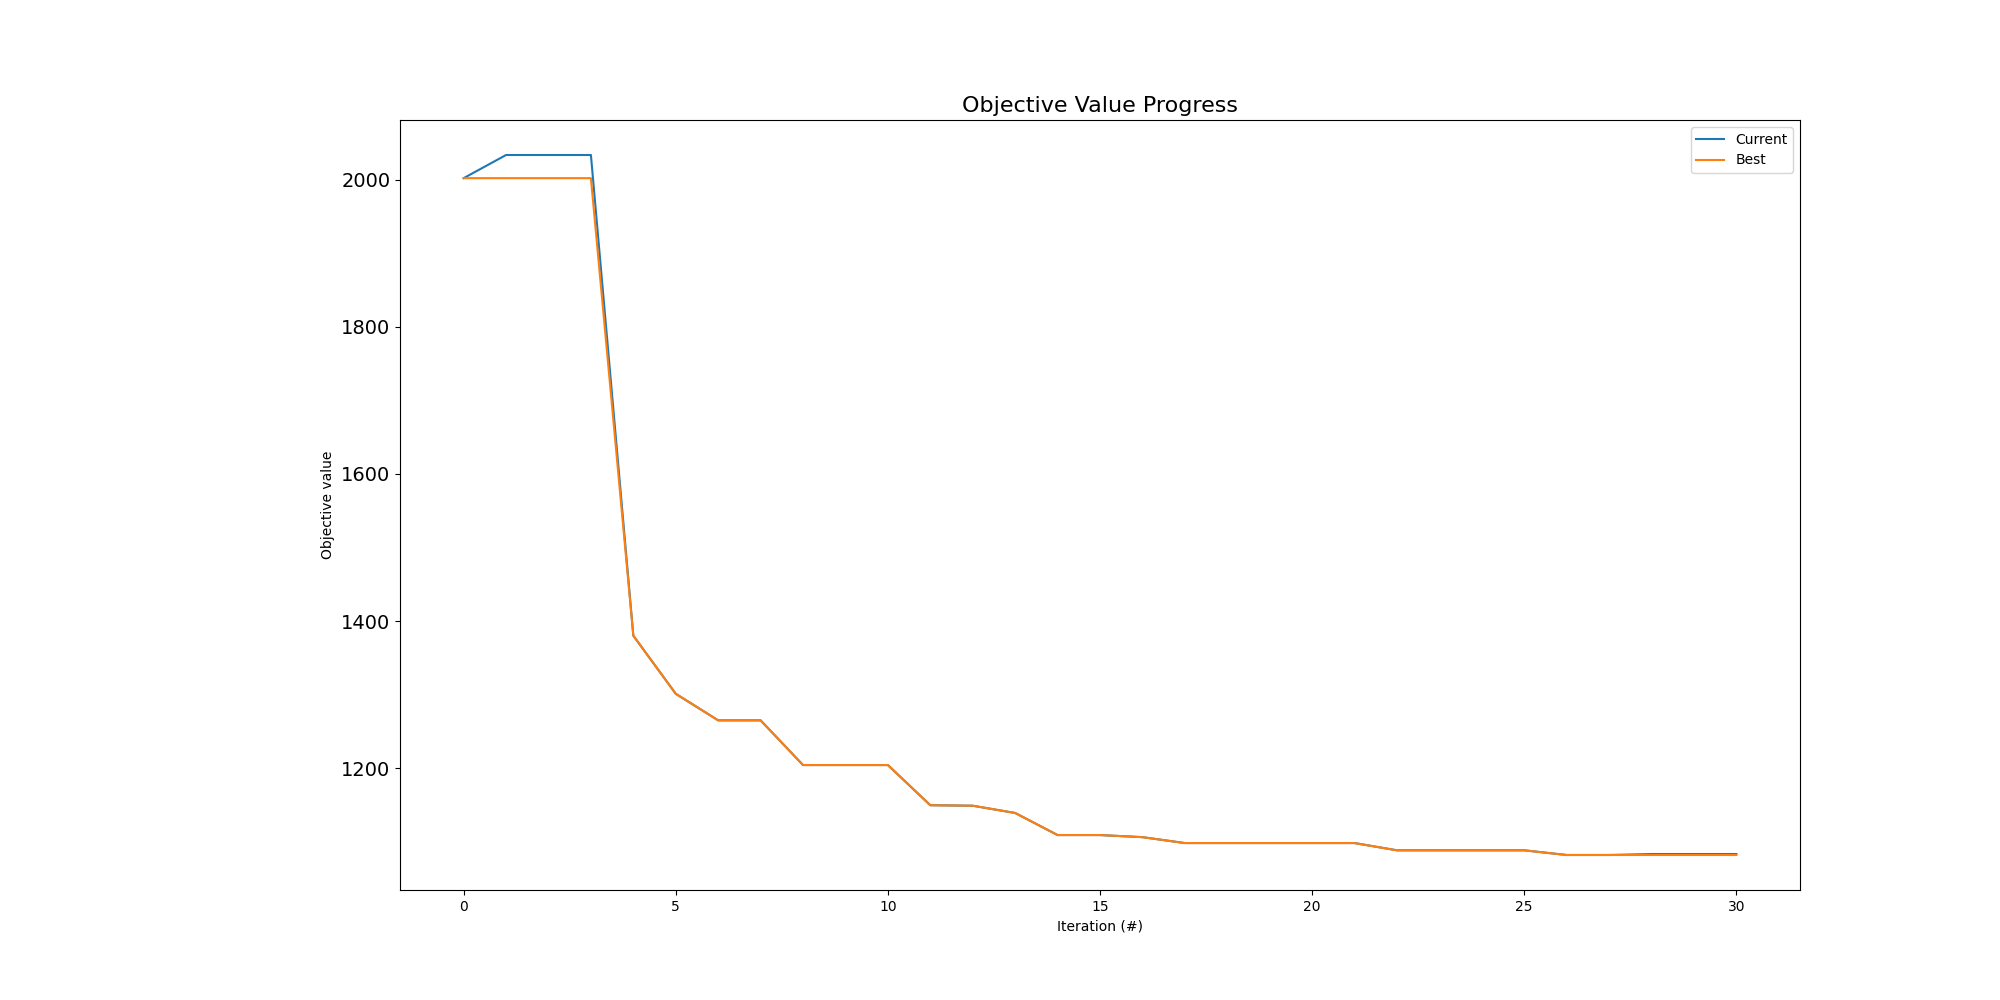 Objective Value Progress
Current
Best
2000
1800
1600
1400
1200
Objective value
0 5 10 15 20 25 30
Iteration (#)